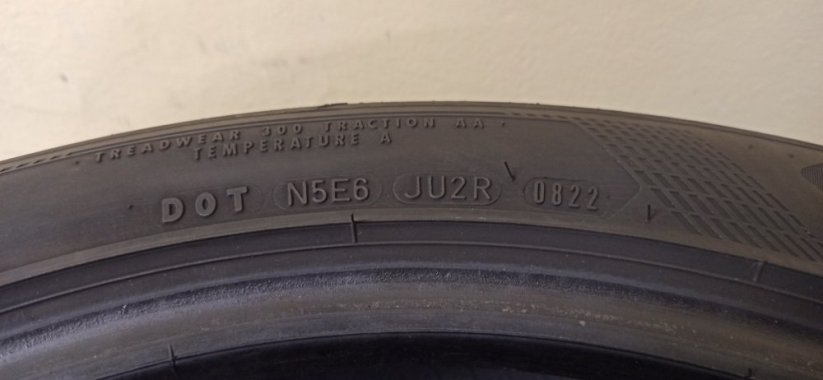 TREADWEAR 300 TRACTION AA
TEMPERATURE A
DOT N5E6 JU2R 0822